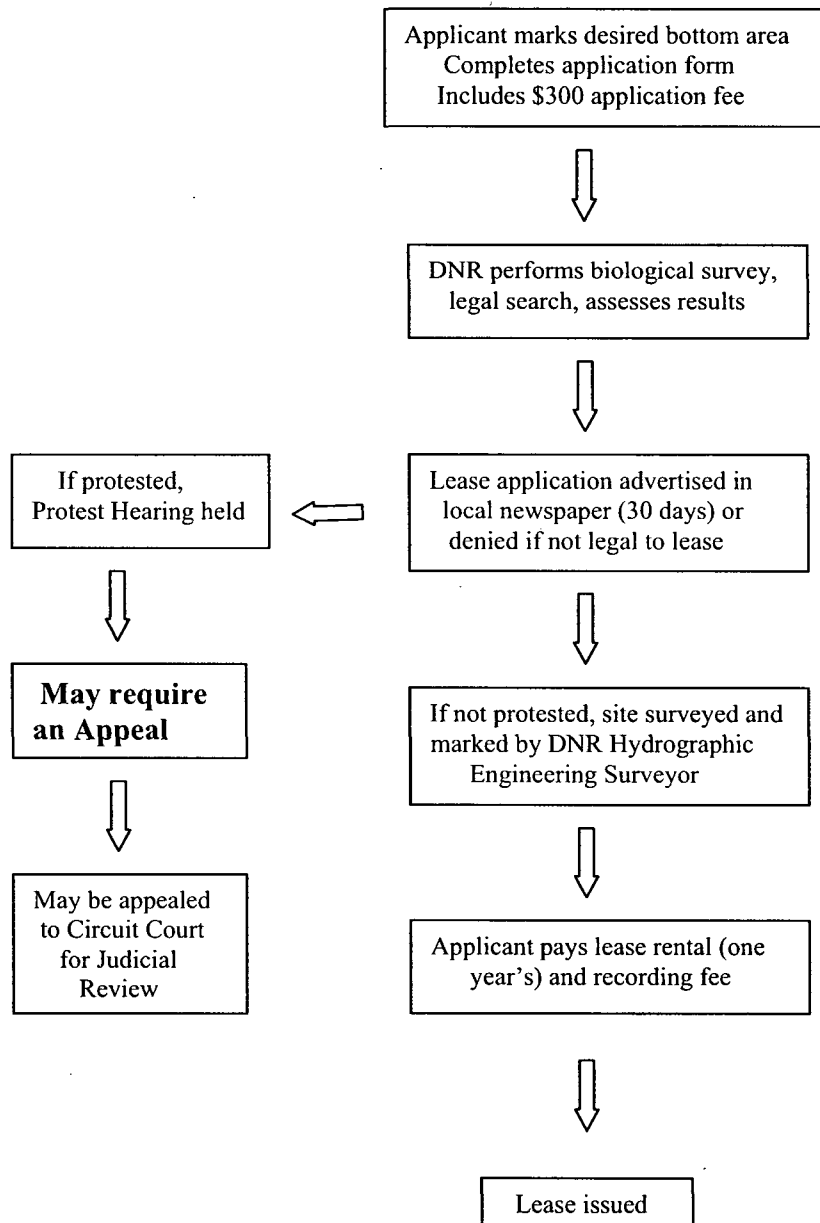 Applicant marks desired bottom area
Completes application form
Includes $300 application fee
DNR performs biological survey,
legal search, assesses results
Lease application advertised in
local newspaper (30 days) or
denied if not legal to lease
If protested,
Protest Hearing held
May require
an Appeal
May be appealed
to Circuit Court
for Judicial
Review
If not protested, site surveyed and
marked by DNR Hydrographic
Engineering Surveyor
Applicant pays lease rental (one
year's) and recording fee
Lease issued